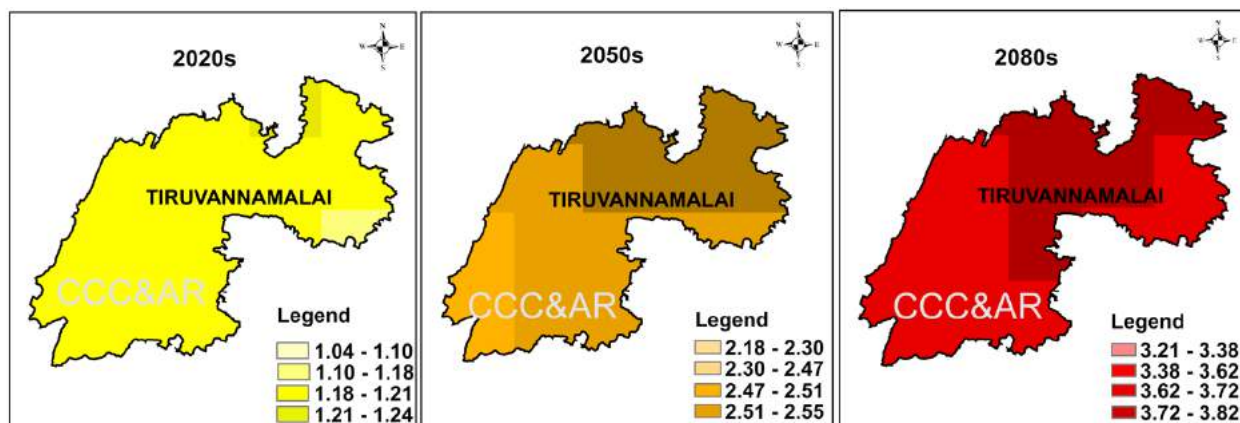 2020s
N
W E
S
TIRUVANNAMALAI
CCC&AR
Legend
1.04 - 1.10
1.10 - 1.18
1.18 - 1.21
1.21 - 1.24
2050s
N
W E
S
TIRUVANNAMALAI
CCC&AR
Legend
2.18 - 2.30
2.30 - 2.47
2.47 - 2.51
2.51 - 2.55
2080s
N
W E
S
TIRUVANNAMALAI
CCC&AR
Legend
3.21 - 3.38
3.38 - 3.62
3.62 - 3.72
3.72 - 3.82